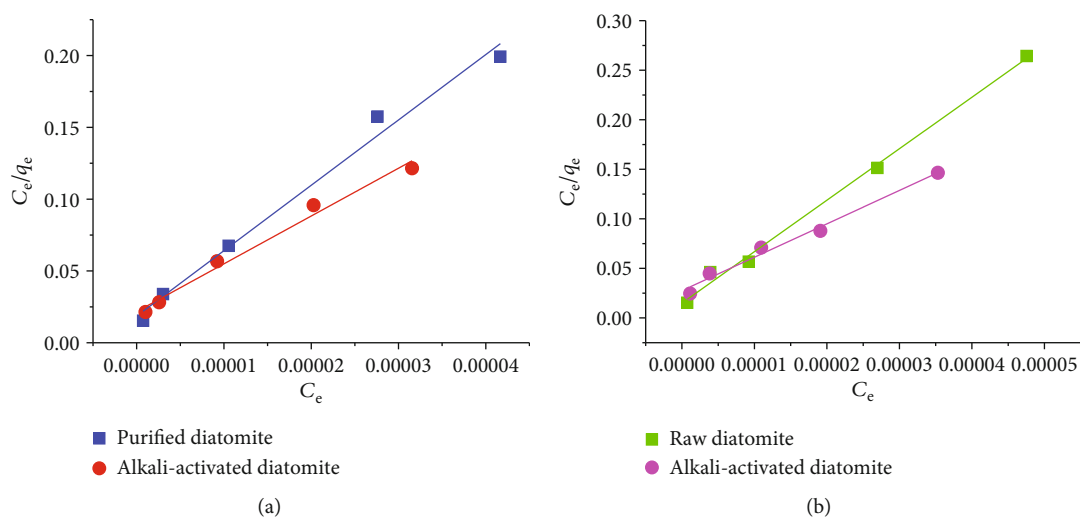 (a)
0.20
0.15
0.10
0.05
0.00
Cₑ/qₑ
0.00000 0.00001 0.00002 0.00003 0.00004
Cₑ
Purified diatomite
Alkali-activated diatomite
(b)
0.30
0.25
0.20
0.15
0.10
0.05
0.00
Cₑ/qₑ
0.00000 0.00001 0.00002 0.00003 0.00004 0.00005
Cₑ
Raw diatomite
Alkali-activated diatomite